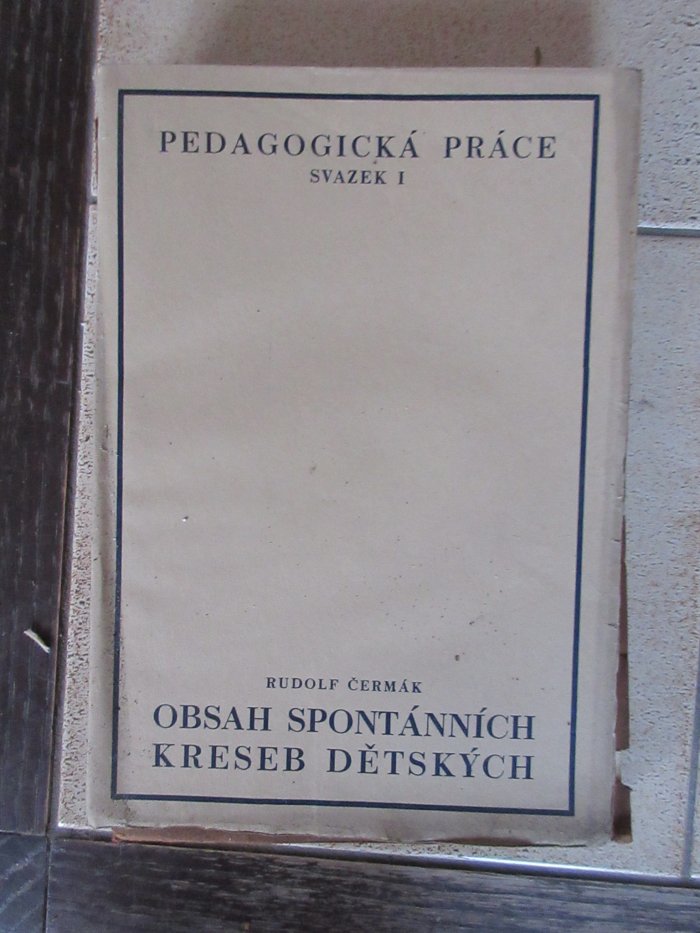 PEDAGOGICKÁ PRÁCE
SVAZEK I
RUDOLF ČERMÁK
OBSAH SPONTÁNNÍCH
KRESEB DĚTSKÝCH